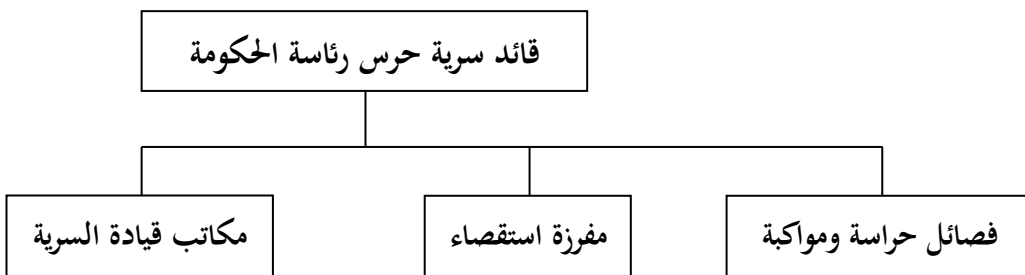 قائد سرية حرس رئاسة الحكومة
فصائل حراسة ومواكبة
مفرزة استقصاء
مكاتب قيادة السرية